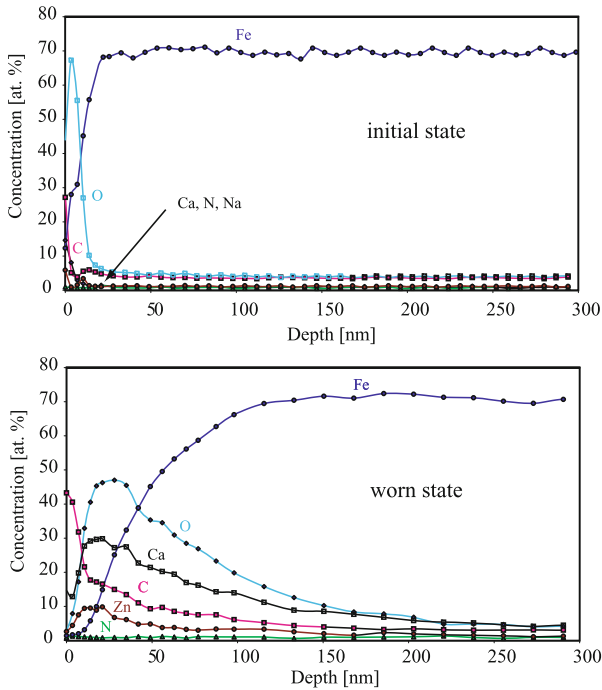 80
Fe
70
60
Concentration [at. %]
50
initial state
40
30
O
Ca, N, Na
20
C
10
0
0 50 100 150 200 250 300
Depth [nm]
80
Fe
70
60
Concentration [at. %]
50
worn state
40
O
30
Ca
20
C
10
Zn
N
0
0 50 100 150 200 250 300
Depth [nm]